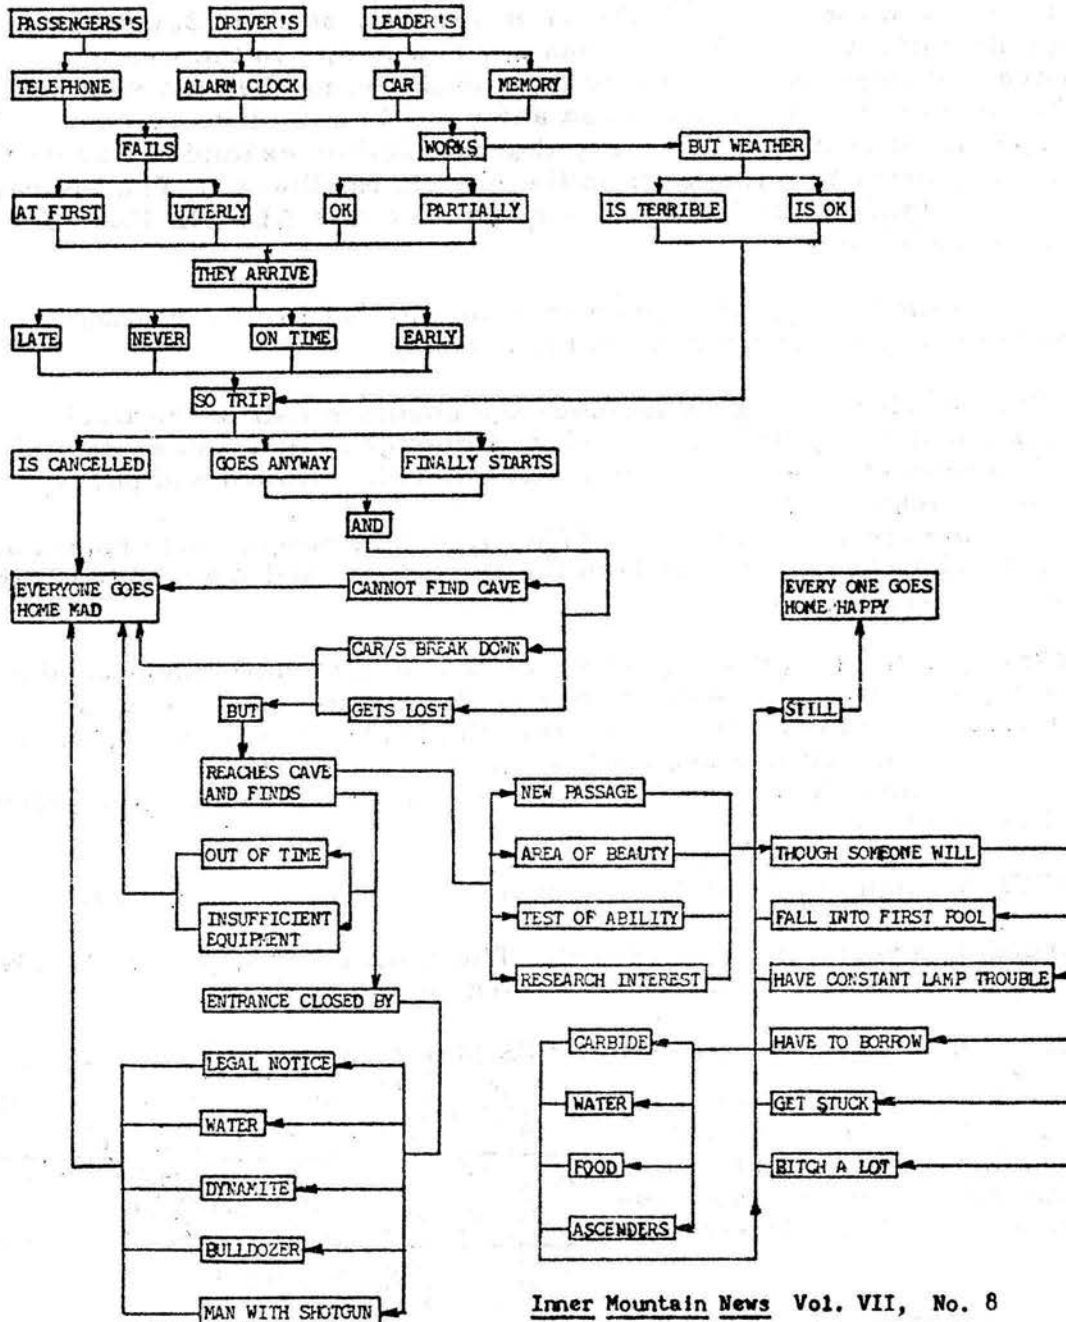 PASSENGERS'S
DRIVER'S
LEADER'S
TELEPHONE
ALARM CLOCK
CAR
MEMORY
FAILS
WORKS
BUT WEATHER
AT FIRST
UTTERLY
OK
PARTIALLY
IS TERRIBLE
IS OK
THEY ARRIVE
LATE
NEVER
ON TIME
EARLY
SO TRIP
IS CANCELLED
GOES ANYWAY
FINALLY STARTS
AND
EVERYONE GOES
HOME MAD
CANNOT FIND CAVE
EVERY ONE GOES
HOME HAPPY
CAR/S BREAK DOWN
BUT
GETS LOST
STILL
REACHES CAVE
AND FINDS
NEW PASSAGE
OUT OF TIME
AREA OF BEAUTY
THOUGH SOMEONE WILL
INSUFFICIENT
EQUIPMENT
TEST OF ABILITY
FALL INTO FIRST POOL
ENTRANCE CLOSED BY
RESEARCH INTEREST
HAVE CONSTANT LAMP TROUBLE
LEGAL NOTICE
CARBIDE
HAVE TO BORROW
WATER
WATER
GET STUCK
DYNAMITE
FOOD
BITCH A LOT
BULLDOZER
ASCENDERS
MAN WITH SHOTGUN
Inner Mountain News Vol. VII, No. 8